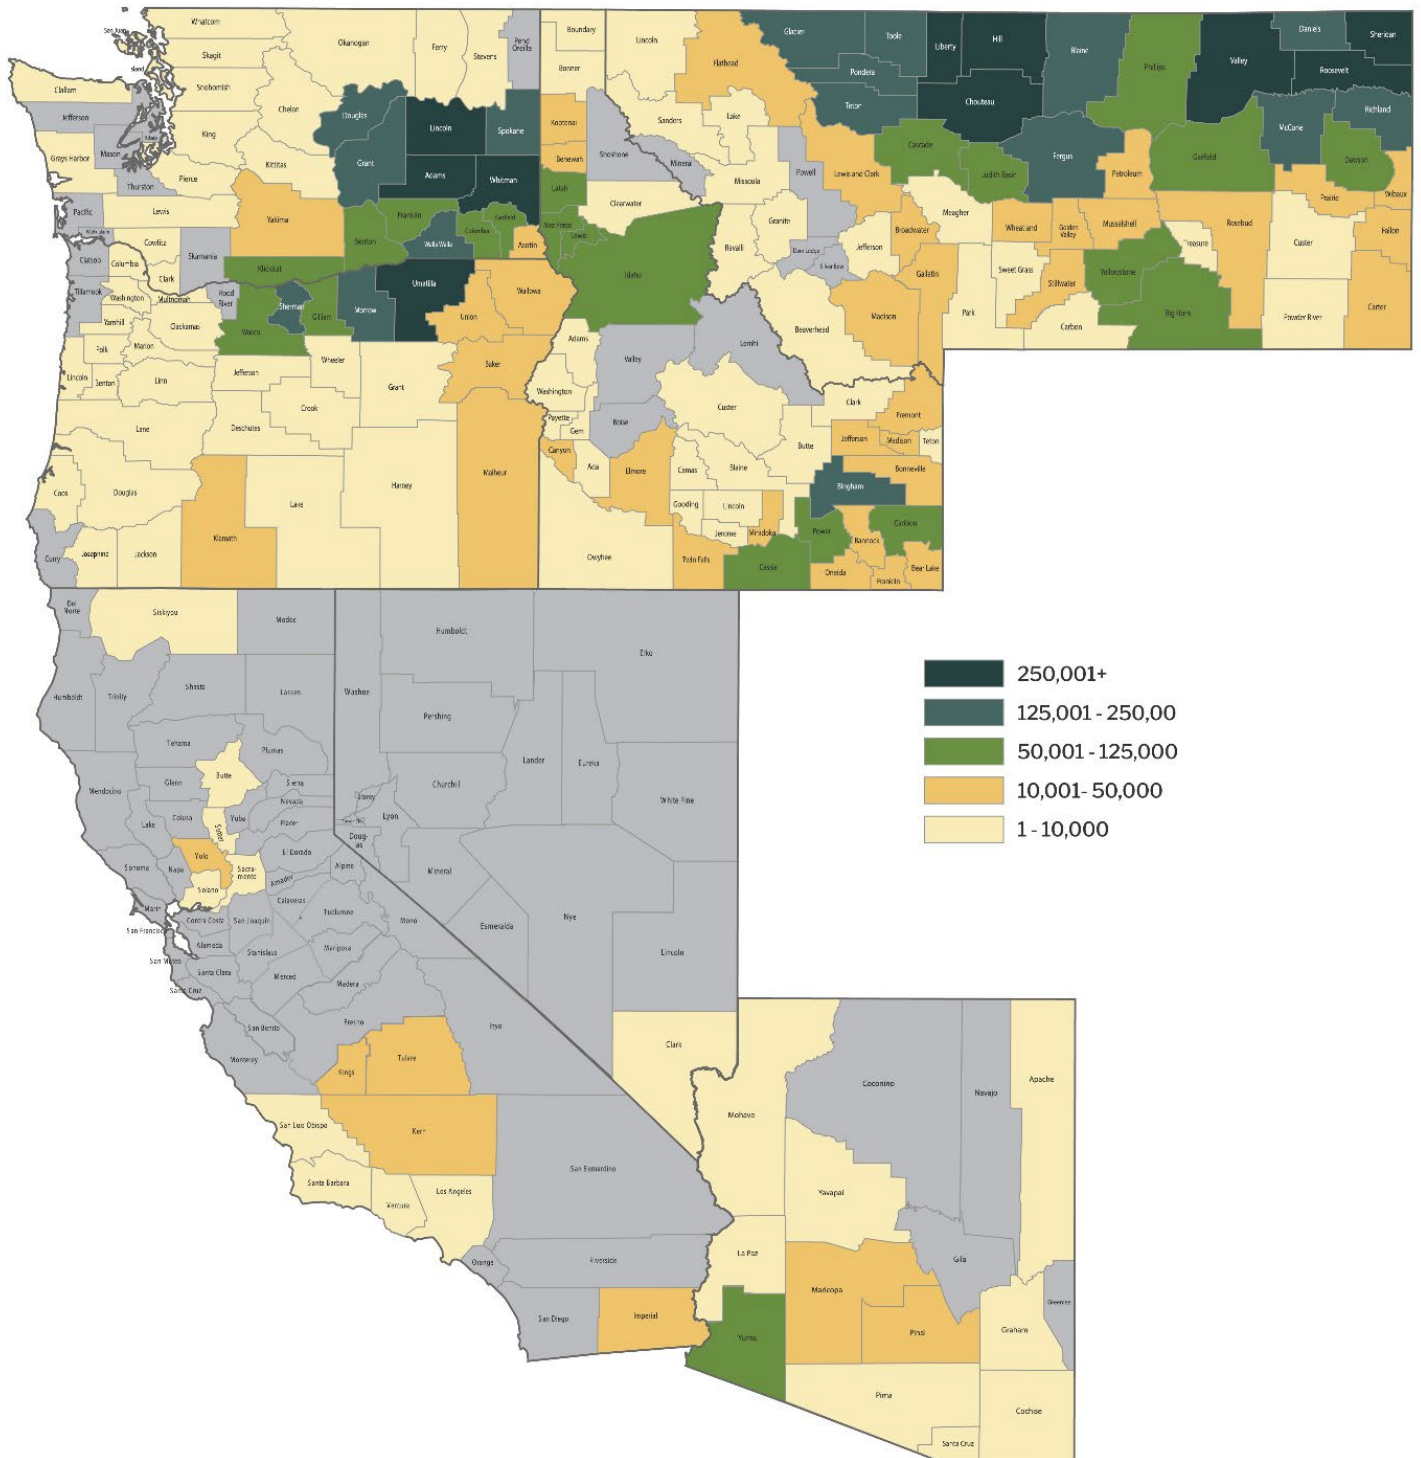 Whatcom
San Juan
Skagit
Island
Snohomish
Okanogan
Ferry
Stevens
Pend
Oreille
Clallam
Jefferson
Chelan
King
Kitsap
Mason
Grays Harbor
Kittitas
Pierce
Thurston
Douglas
Grant
Lincoln
Spokane
Adams
Whitman
Pacific
Lewis
Yakima
Cowlitz
Skamania
Clark
Klickitat
Benton
Franklin
Walla Walla
Columbia
Garfield
Asotin
Boundary
Bonner
Kootenai
Benewah
Shoshone
Latah
Clearwater
Nez Perce
Lewis
Idaho
Adams
Valley
Lemhi
Washington
Payette
Gem
Boise
Custer
Canyon
Ada
Elmore
Camas
Blaine
Butte
Clark
Fremont
Jefferson
Madison
Teton
Bonneville
Bingham
Gooding
Lincoln
Jerome
Minidoka
Power
Bannock
Caribou
Owyhee
Twin Falls
Cassia
Oneida
Franklin
Bear Lake
Lincoln
Flathead
Glacier
Toole
Liberty
Hill
Blaine
Phillips
Valley
Daniels
Sheridan
Roosevelt
Pondera
Teton
Chouteau
Richland
McCone
Sanders
Lake
Mineral
Missoula
Powell
Lewis and Clark
Cascade
Judith Basin
Fergus
Petroleum
Garfield
Dawson
Prairie
Wibaux
Granite
Ravalli
Deer Lodge
Silver Bow
Jefferson
Broadwater
Meagher
Wheatland
Golden
Valley
Musselshell
Rosebud
Treasure
Custer
Fallon
Beaverhead
Madison
Gallatin
Park
Sweet Grass
Stillwater
Yellowstone
Carbon
Big Horn
Powder River
Carter
Clatsop
Columbia
Tillamook
Washington
Multnomah
Hood
River
Wasco
Sherman
Gilliam
Morrow
Umatilla
Union
Wallowa
Yamhill
Clackamas
Polk
Marion
Lincoln
Benton
Linn
Jefferson
Wheeler
Grant
Baker
Crook
Deschutes
Lane
Coos
Douglas
Klamath
Lake
Harney
Malheur
Curry
Josephine
Jackson
Del
Norte
Siskiyou
Modoc
Humboldt
Trinity
Shasta
Lassen
Tehama
Plumas
Mendocino
Glenn
Butte
Sierra
Nevada
Lake
Colusa
Sutter
Yuba
Placer
Sonoma
Napa
Yolo
Sacra-
mento
El Dorado
Alpine
Amador
Solano
Marin
Calaveras
San Francisco
Contra Costa
San Joaquin
Tuolumne
Mono
Alameda
San Mateo
Santa Clara
Stanislaus
Mariposa
Merced
Santa Cruz
Madera
San Benito
Fresno
Inyo
Monterey
Kings
Tulare
San Luis Obispo
Kern
San Bernardino
Santa Barbara
Ventura
Los Angeles
Orange
Riverside
San Diego
Imperial
Washoe
Humboldt
Elko
Pershing
Lander
Eureka
White Pine
Churchill
Storey
Lyon
Doug-
las
Mineral
Esmeralda
Nye
Lincoln
Clark
Mohave
Coconino
Navajo
Apache
Yavapai
La Paz
Maricopa
Gila
Pinal
Graham
Greenlee
Yuma
Pima
Cochise
Santa Cruz
250,001+
125,001 - 250,00
50,001 - 125,000
10,001- 50,000
1 - 10,000